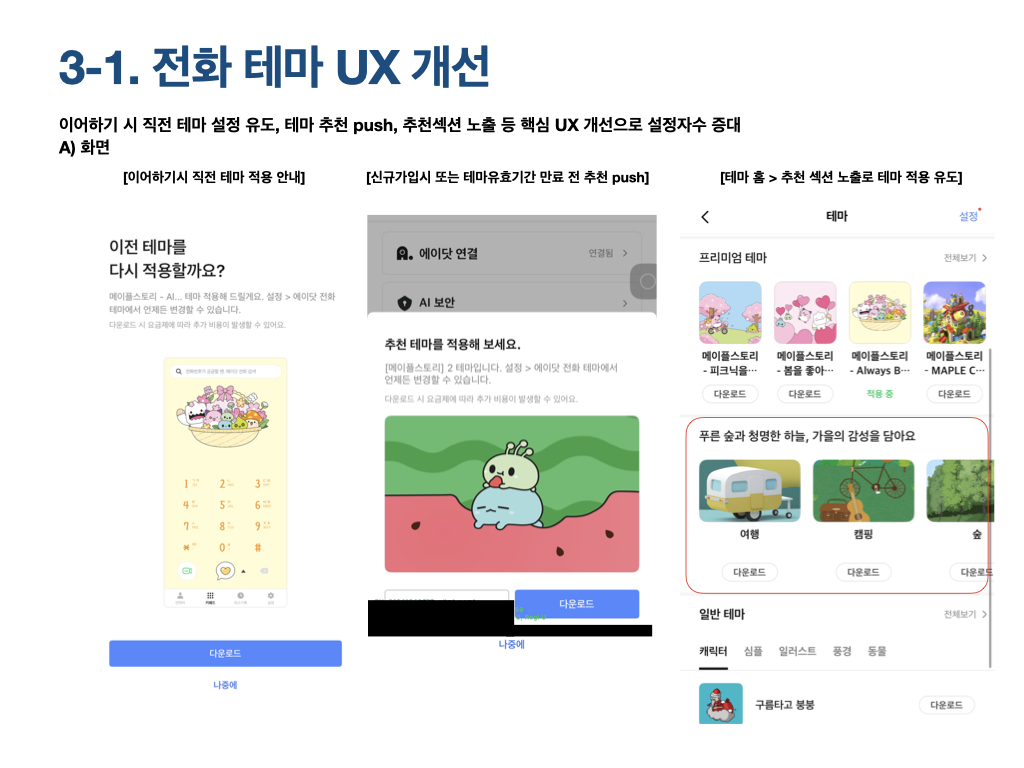 3-1. 전화 테마 UX 개선
이어하기 시 직전 테마 설정 유도, 테마 추천 push, 추천섹션 노출 등 핵심 UX 개선으로 설정자수 증대
A) 화면
[이어하기시 직전 테마 적용 안내]
이전 테마를
다시 적용할까요?
메이플스토리 - AI... 테마 적용해 드릴게요. 설정 > 에이닷 전화
테마에서 언제든 변경할 수 있습니다.
다운로드 시 요금제에 따라 추가 비용이 발생할 수 있어요.
1
2
3
4
5
6
7
8
9
*
0
#
키패드
다운로드
나중에
[신규가입시 또는 테마유효기간 만료 전 추천 push]
에이닷 연결
연결됨
AI 보안
추천 테마를 적용해 보세요.
[메이플스토리] 2 테마입니다. 설정 > 에이닷 전화 테마에서
언제든 변경할 수 있습니다.
다운로드 시 요금제에 따라 추가 비용이 발생할 수 있어요.
다운로드
나중에
[테마 홈 > 추천 섹션 노출로 테마 적용 유도]
테마
설정
프리미엄 테마
전체보기
메이플스토리
- 피크닉을…
다운로드
메이플스토리
- 봄을 좋아…
다운로드
메이플스토리
- Always B…
적용 중
메이플스토리
- MAPLE C…
다운로드
푸른 숲과 청명한 하늘, 가을의 감성을 담아요
여행
다운로드
캠핑
다운로드
숲
다운로드
일반 테마
전체보기
캐릭터 심플 일러스트 풍경 동물
구름타고 붕붕
다운로드